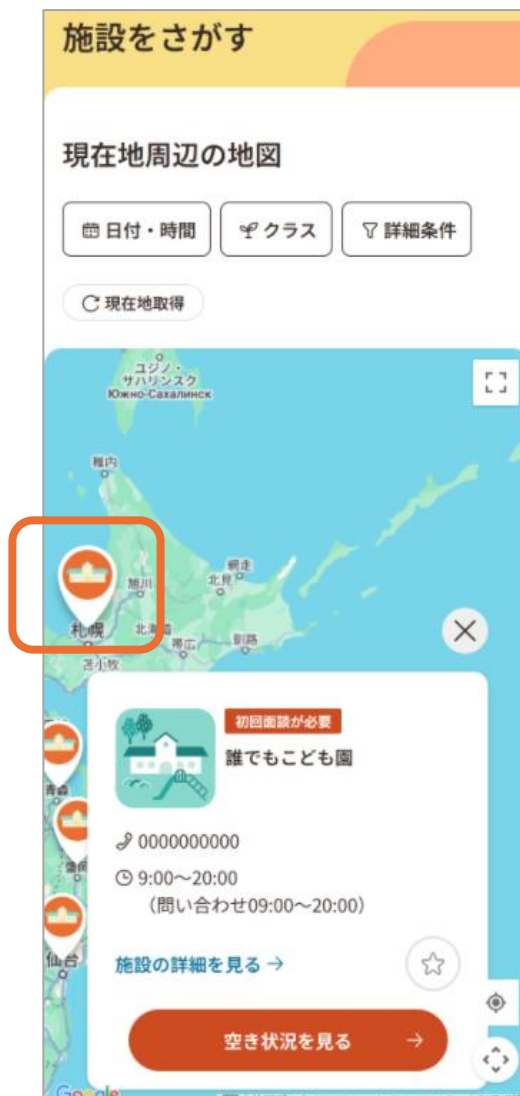 施設をさがす
現在地周辺の地図
日付・時間
クラス
詳細条件
現在地取得
ユジノ・
サハリンスク
Южно-Сахалинск
稚内
旭川
網走
北見
札幌
帯広
釧路
苫小牧
初回面談が必要
誰でもこども園
青森
0000000000
9:00〜20:00
（問い合わせ09:00〜20:00）
仙台
施設の詳細を見る →
空き状況を見る →